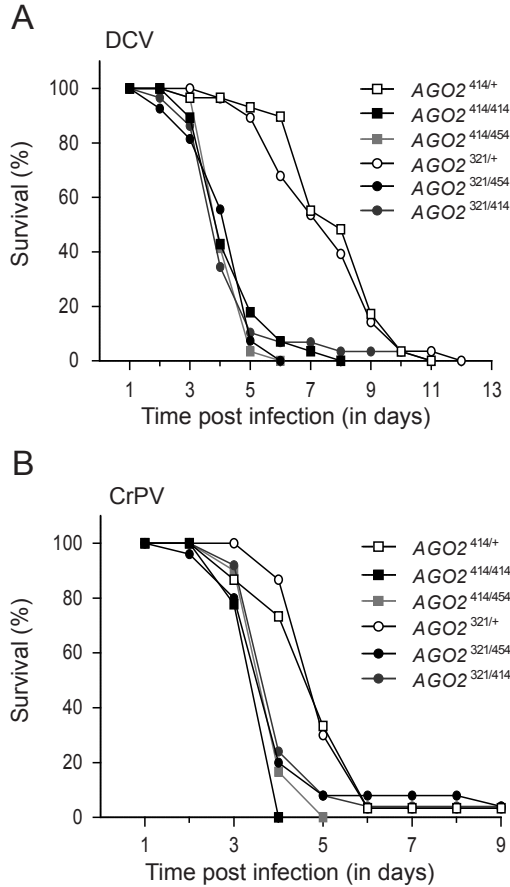 A
DCV
100
80
60
40
20
0
Survival (%)
AGO2 414/+
AGO2 414/414
AGO2 414/454
AGO2 321/+
AGO2 321/454
AGO2 321/414
1 3 5 7 9 11 13
Time post infection (in days)
B
CrPV
100
80
60
40
20
0
Survival (%)
AGO2 414/+
AGO2 414/414
AGO2 414/454
AGO2 321/+
AGO2 321/454
AGO2 321/414
1 3 5 7 9
Time post infection (in days)